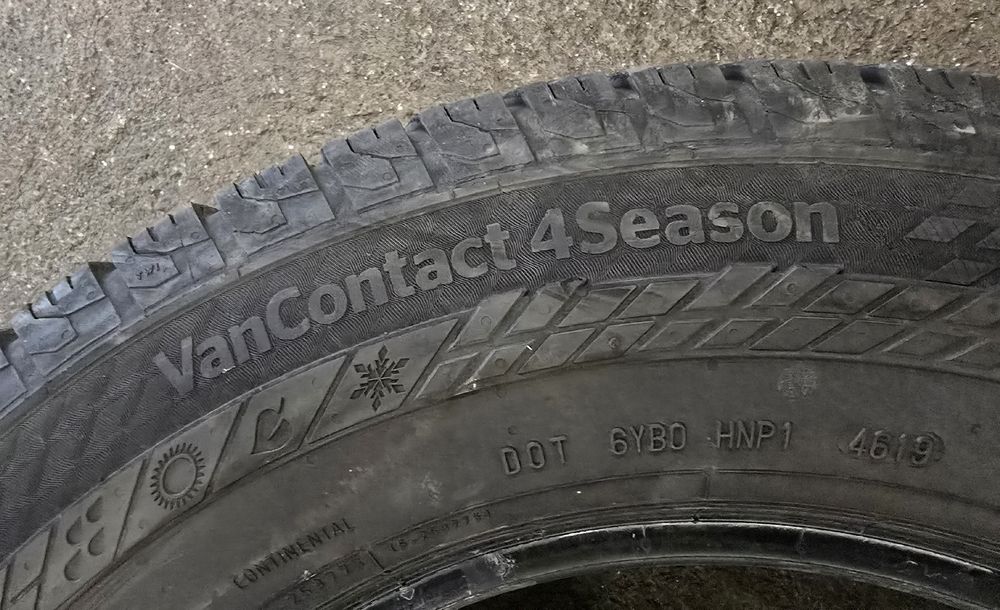 VanContact 4Season
DOT 6YB0 HNP1 4619
CONTINENTAL